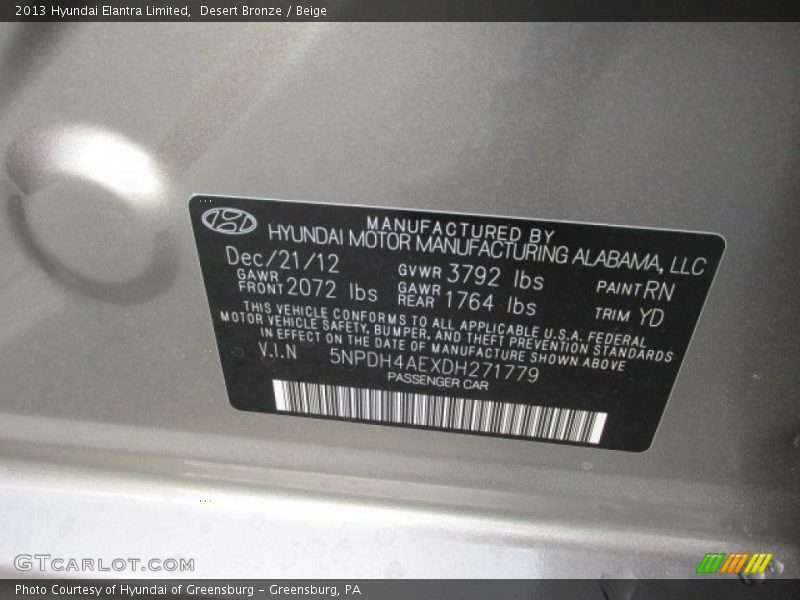 2013 Hyundai Elantra Limited, Desert Bronze / Beige
MANUFACTURED BY
HYUNDAI MOTOR MANUFACTURING ALABAMA, LLC
Dec/21/12 GVWR 3792 lbs PAINT RN
GAWR FRONT 2072 lbs GAWR REAR 1764 lbs TRIM YD
THIS VEHICLE CONFORMS TO ALL APPLICABLE U.S.A. FEDERAL
MOTOR VEHICLE SAFETY, BUMPER, AND THEFT PREVENTION STANDARDS
IN EFFECT ON THE DATE OF MANUFACTURE SHOWN ABOVE
V.I.N 5NPDH4AEXDH271779
PASSENGER CAR
GTCARLOT.COM
Photo Courtesy of Hyundai of Greensburg - Greensburg, PA